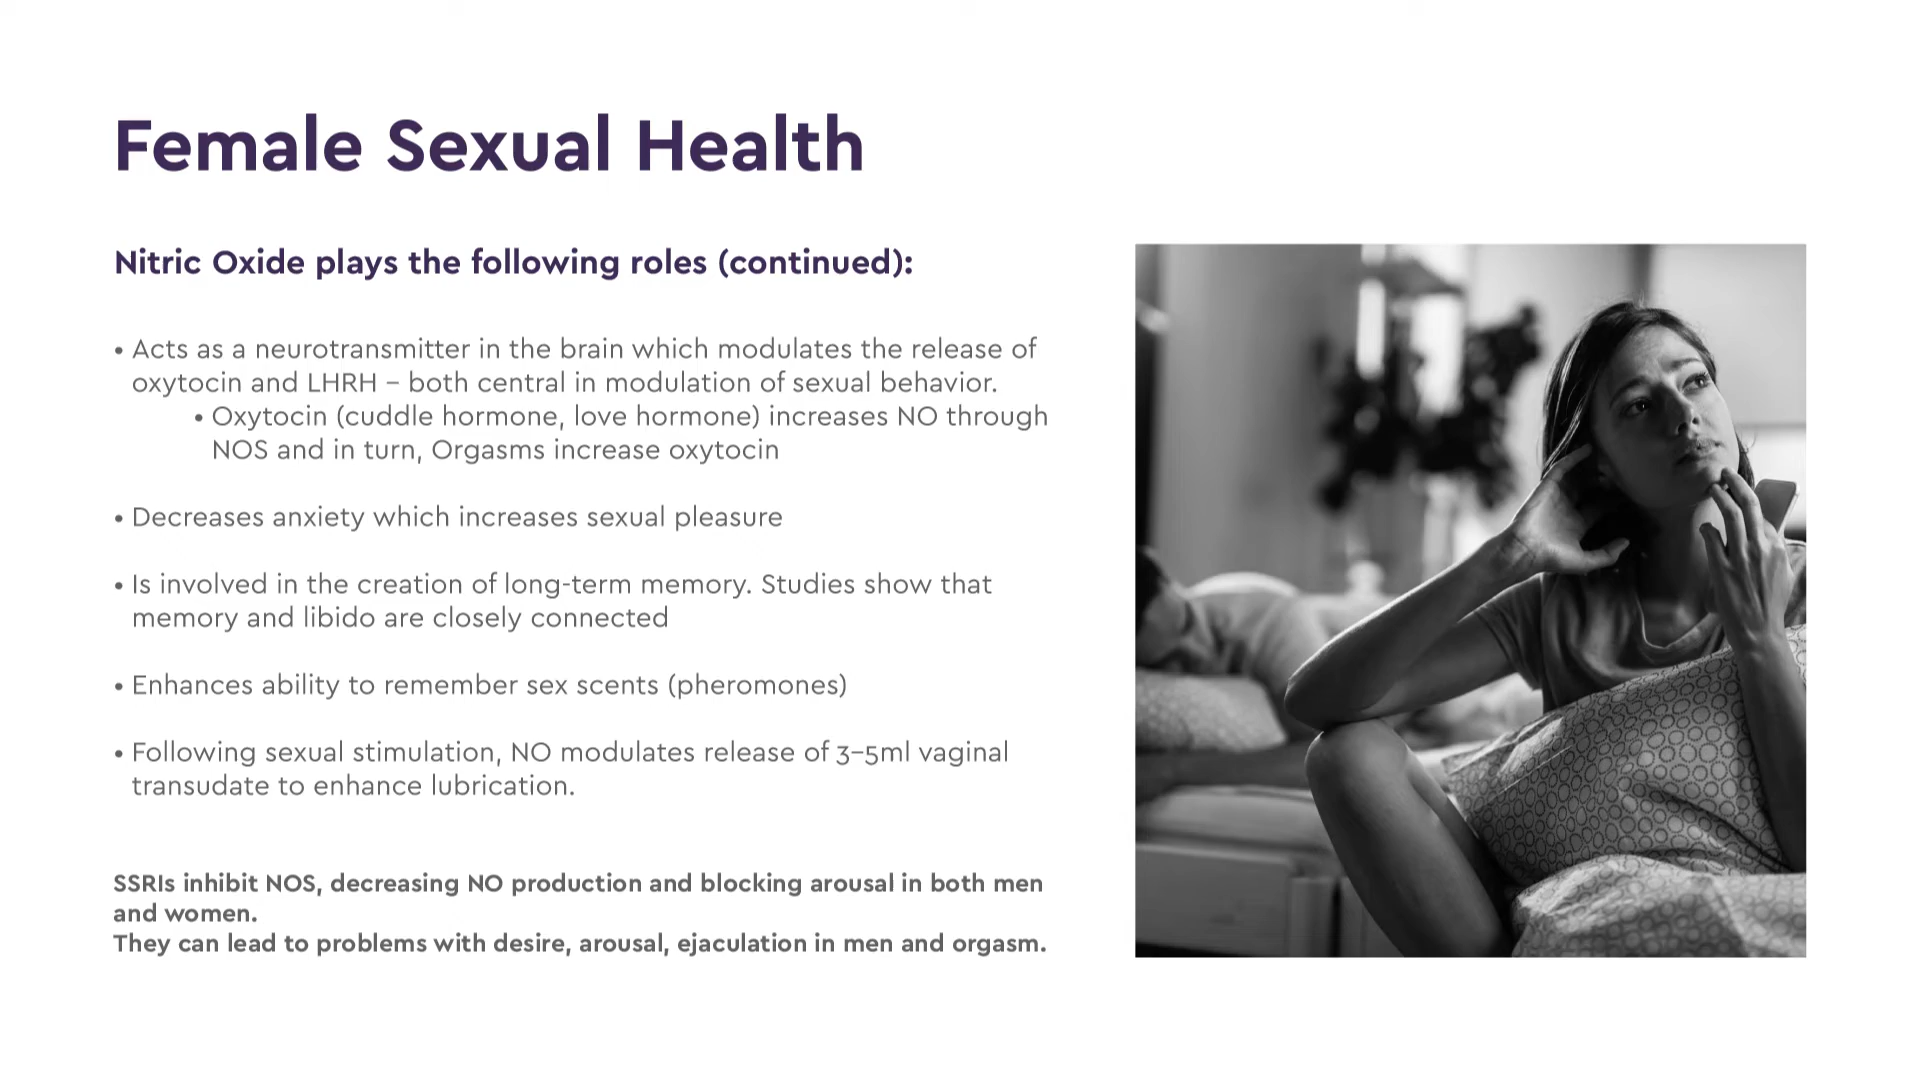 Female Sexual Health
Nitric Oxide plays the following roles (continued):
• Acts as a neurotransmitter in the brain which modulates the release of
oxytocin and LHRH – both central in modulation of sexual behavior.
• Oxytocin (cuddle hormone, love hormone) increases NO through
NOS and in turn, Orgasms increase oxytocin
• Decreases anxiety which increases sexual pleasure
• Is involved in the creation of long-term memory. Studies show that
memory and libido are closely connected
• Enhances ability to remember sex scents (pheromones)
• Following sexual stimulation, NO modulates release of 3–5ml vaginal
transudate to enhance lubrication.
SSRIs inhibit NOS, decreasing NO production and blocking arousal in both men
and women.
They can lead to problems with desire, arousal, ejaculation in men and orgasm.